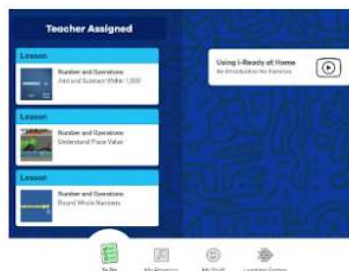 Teacher Assigned
Lesson
Number and Operations
Add and Subtract Within 1,000
Lesson
Number and Operations
Understand Place Value
Lesson
Number and Operations
Round Whole Numbers
Using i-Ready at Home
An Introduction for Families
To Do
My Progress
My Stuff
Learning Games